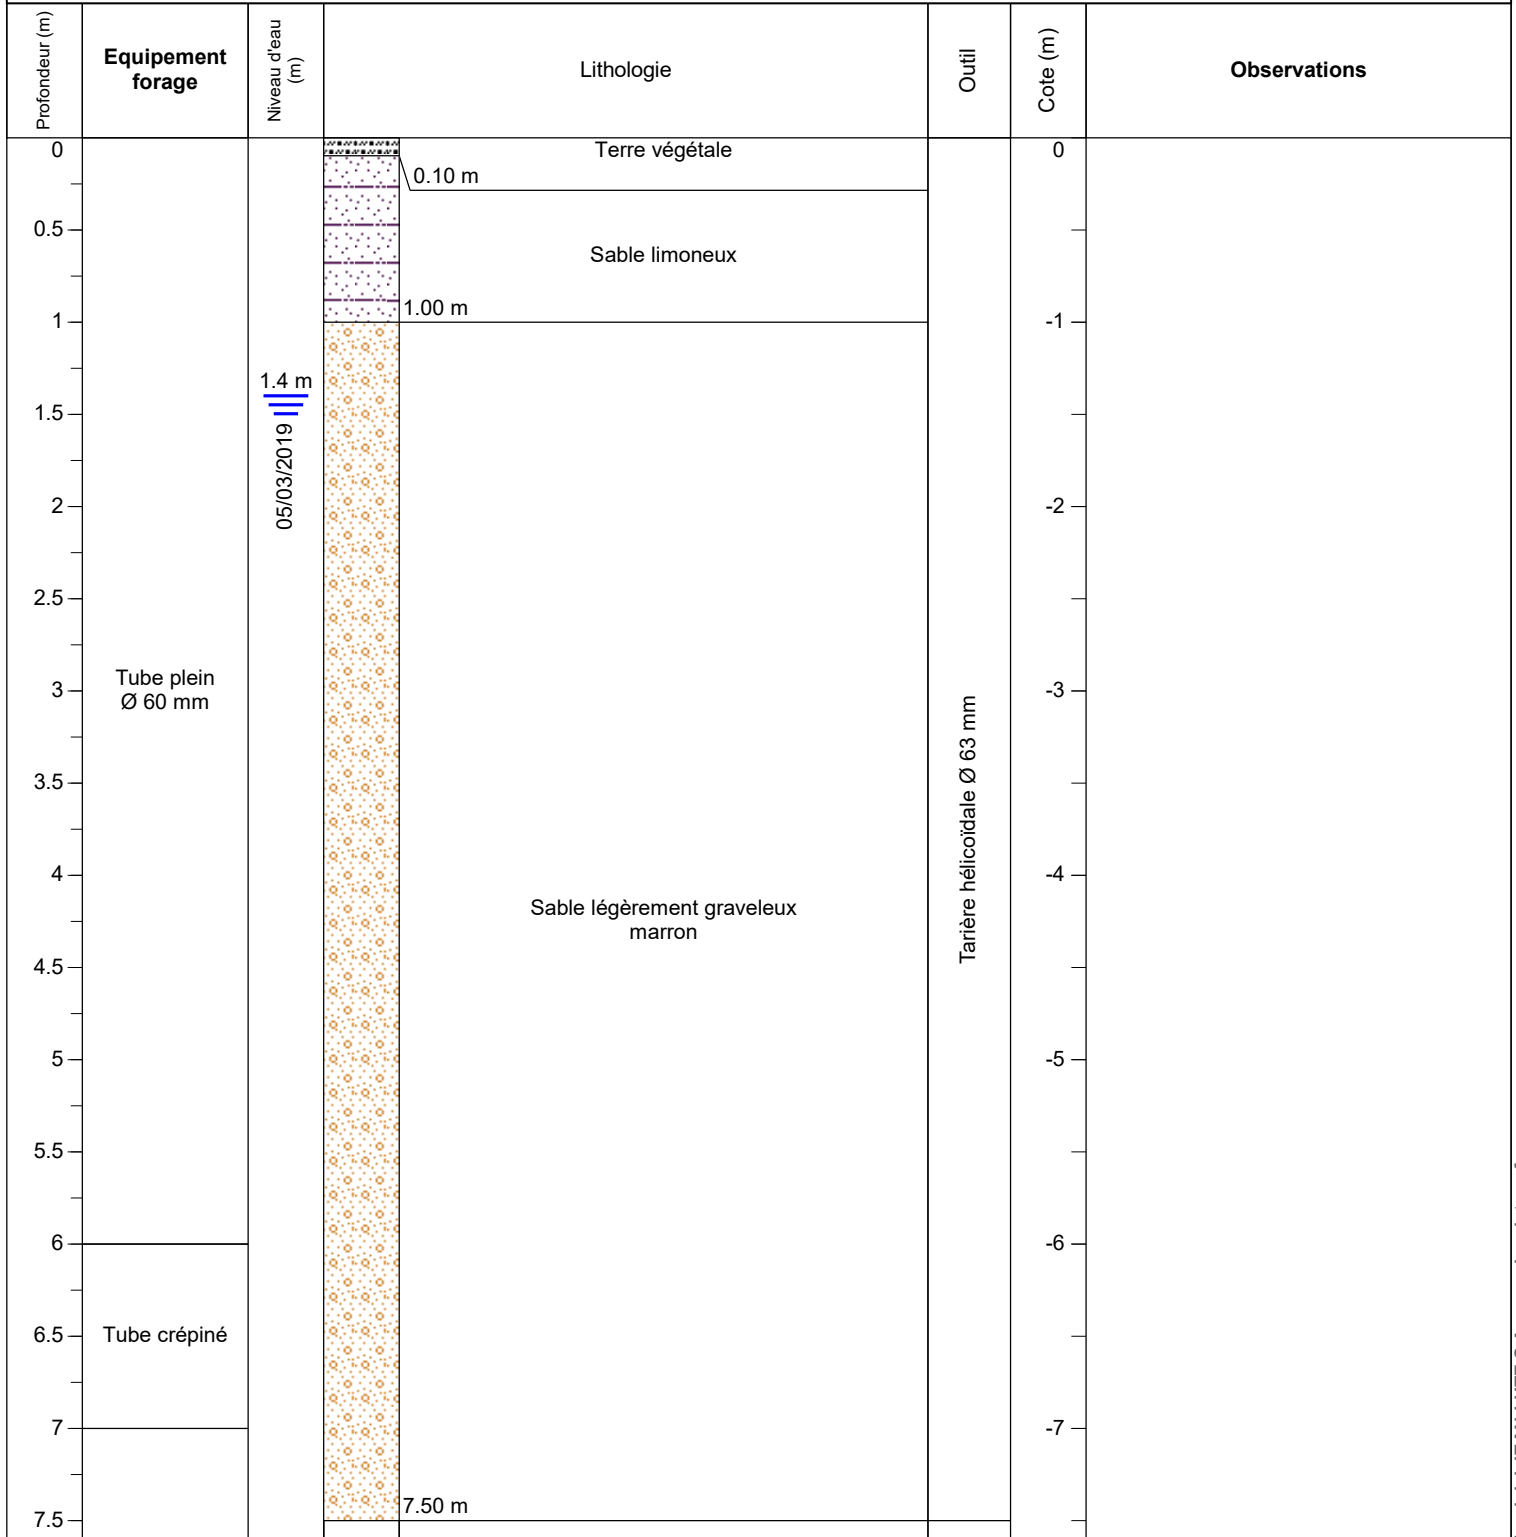 Profondeur (m)
Equipement
forage
Niveau d'eau
(m)
Lithologie
Outil
Cote (m)
Observations
0
0.5
1
1.5
2
2.5
3
3.5
4
4.5
5
5.5
6
6.5
7
7.5
Tube plein
Ø 60 mm
Tube crépiné
1.4 m
05/03/2019
Terre végétale
0.10 m
Sable limoneux
1.00 m
Sable légèrement graveleux
marron
7.50 m
Tarière hélicoïdale Ø 63 mm
0
-1
-2
-3
-4
-5
-6
-7